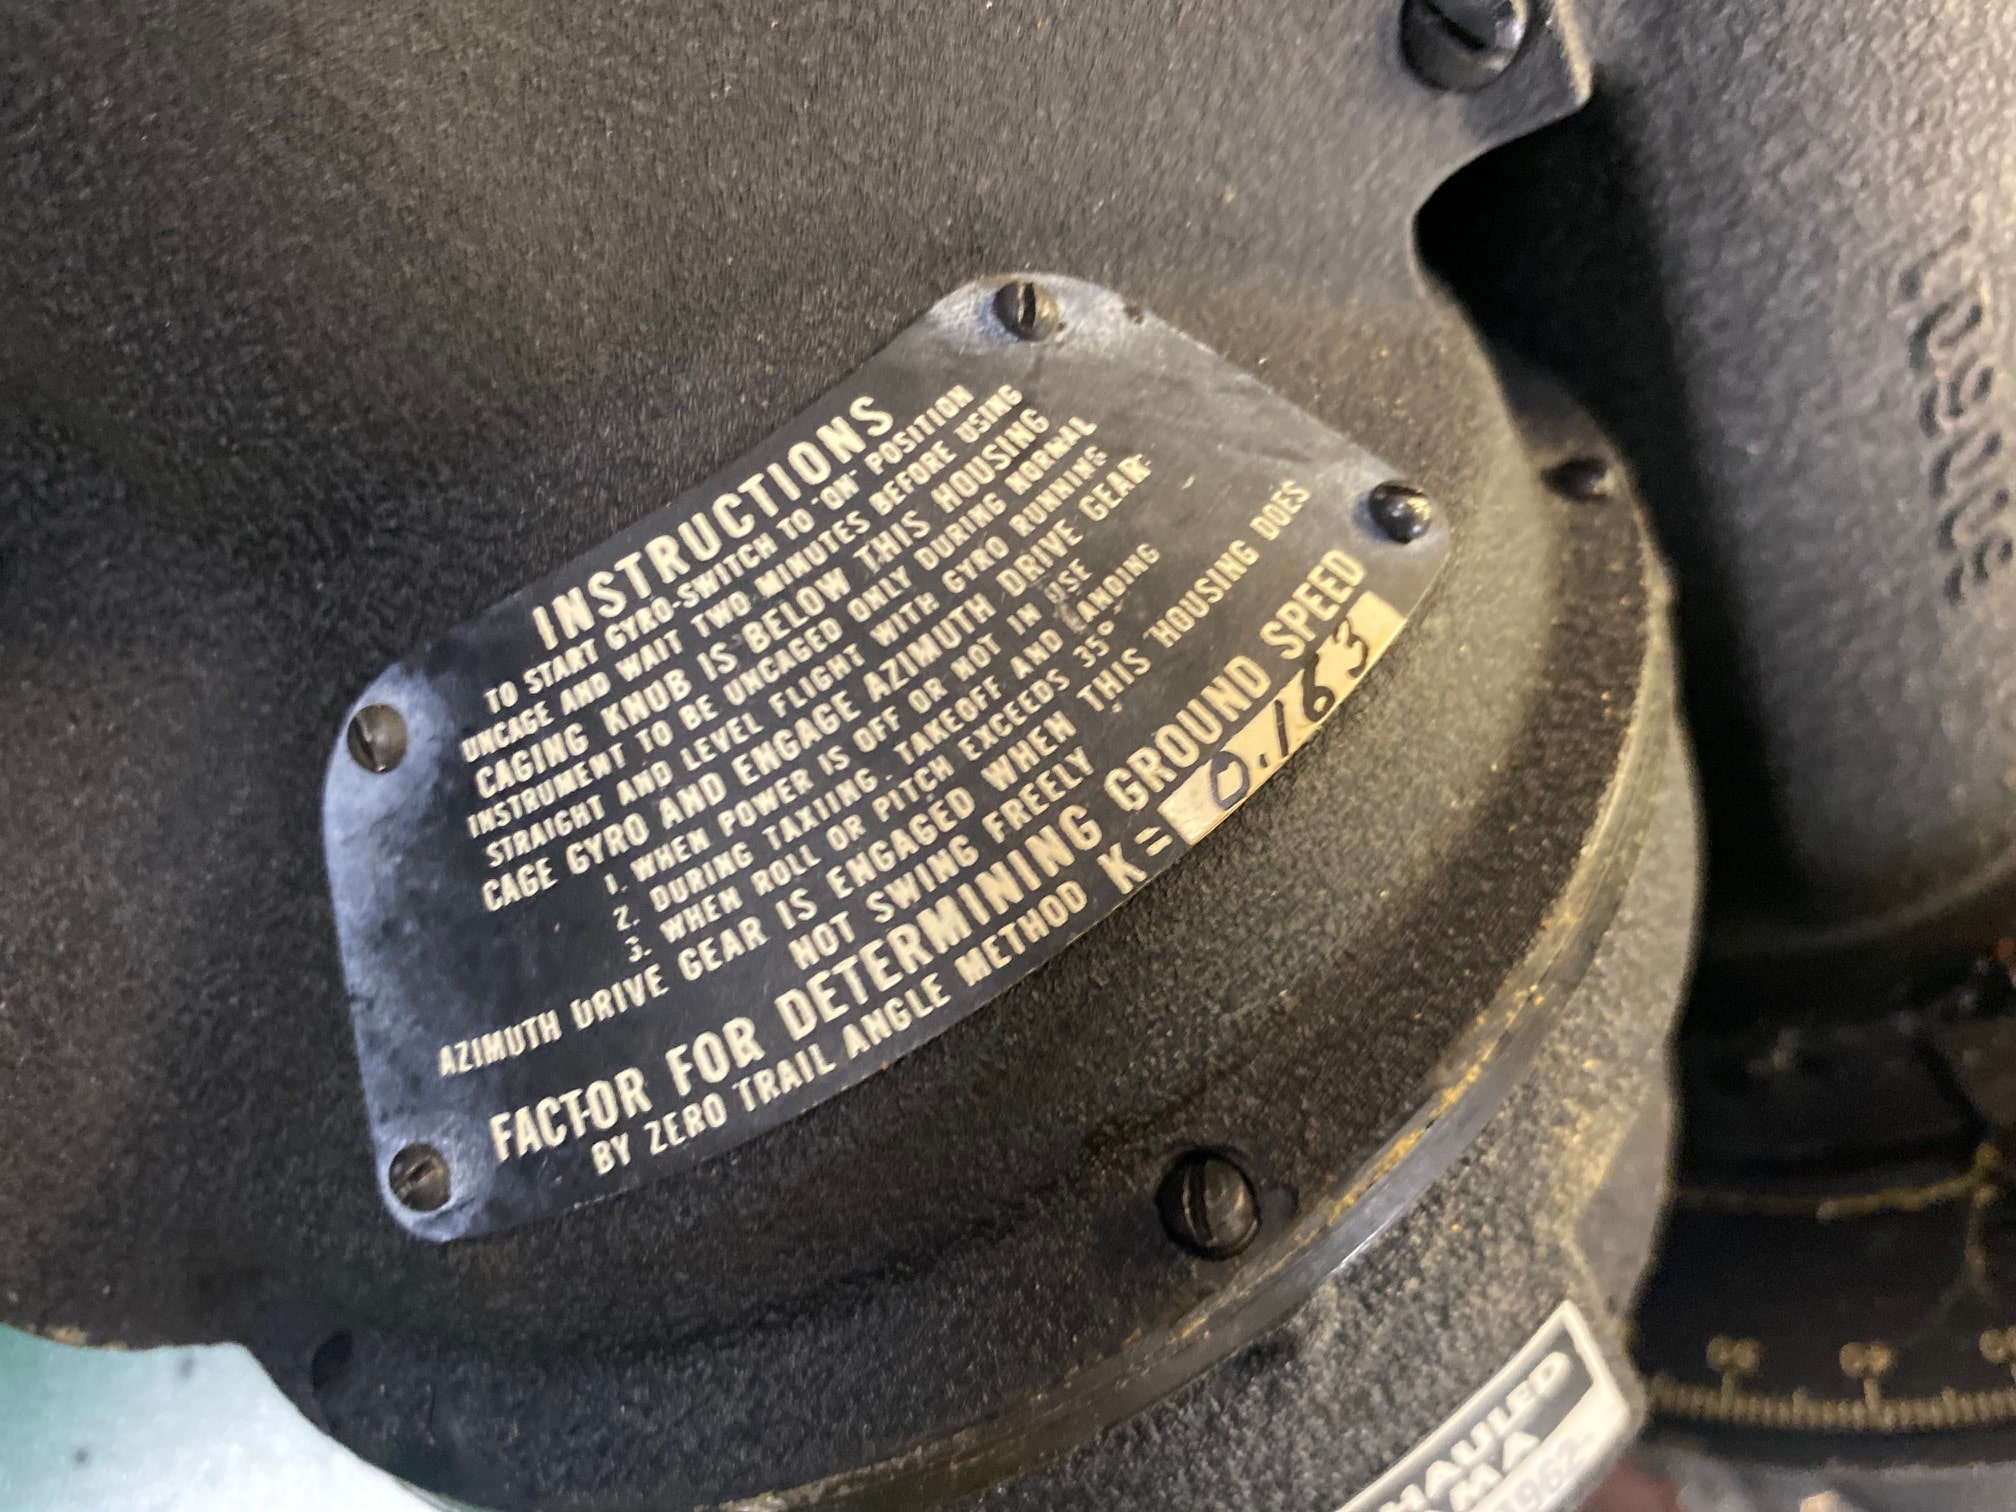 INSTRUCTIONS
TO START GYRO-SWITCH TO "ON" POSITION
UNCAGE AND WAIT TWO MINUTES BEFORE USING
CAGING KNOB IS BELOW THIS HOUSING
INSTRUMENT TO BE UNCAGED ONLY DURING NORMAL
STRAIGHT AND LEVEL FLIGHT WITH GYRO RUNNING
CAGE GYRO AND ENGAGE AZIMUTH DRIVE GEAR:
1. WHEN POWER IS OFF OR NOT IN USE
2. DURING TAXIING, TAKEOFF AND LANDING
3. WHEN ROLL OR PITCH EXCEEDS 35°
AZIMUTH DRIVE GEAR IS ENGAGED WHEN THIS HOUSING DOES
NOT SWING FREELY
FACTOR FOR DETERMINING GROUND SPEED
BY ZERO TRAIL ANGLE METHOD K = 0.163